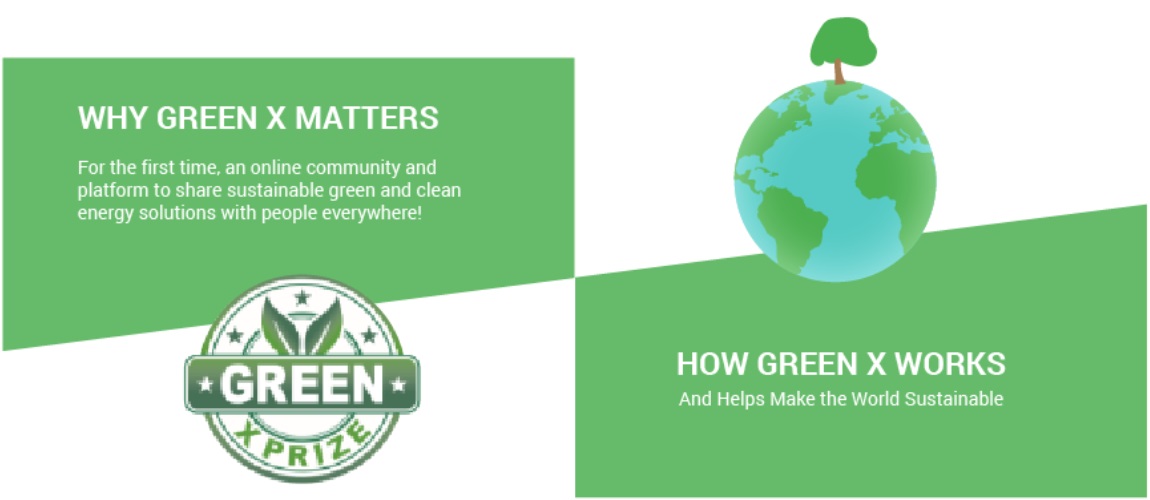 WHY GREEN X MATTERS
For the first time, an online community and
platform to share sustainable green and clean
energy solutions with people everywhere!
GREEN
X PRIZE
HOW GREEN X WORKS
And Helps Make the World Sustainable